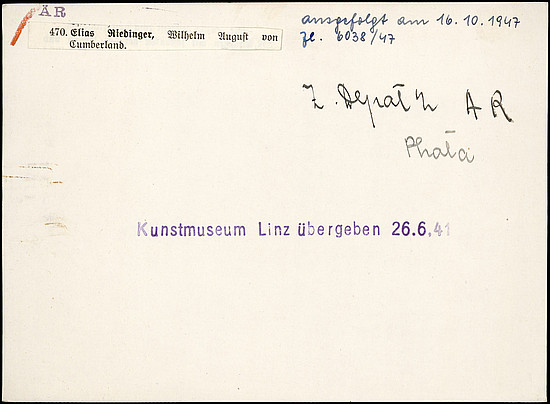 ÄR
470. Elias Riedinger, Wilhelm August von
Cumberland.
ausgefolgt am 16.10.1947
zl. 6038/47
Z. Depot A R
Kunstmuseum Linz übergeben 26.6.41